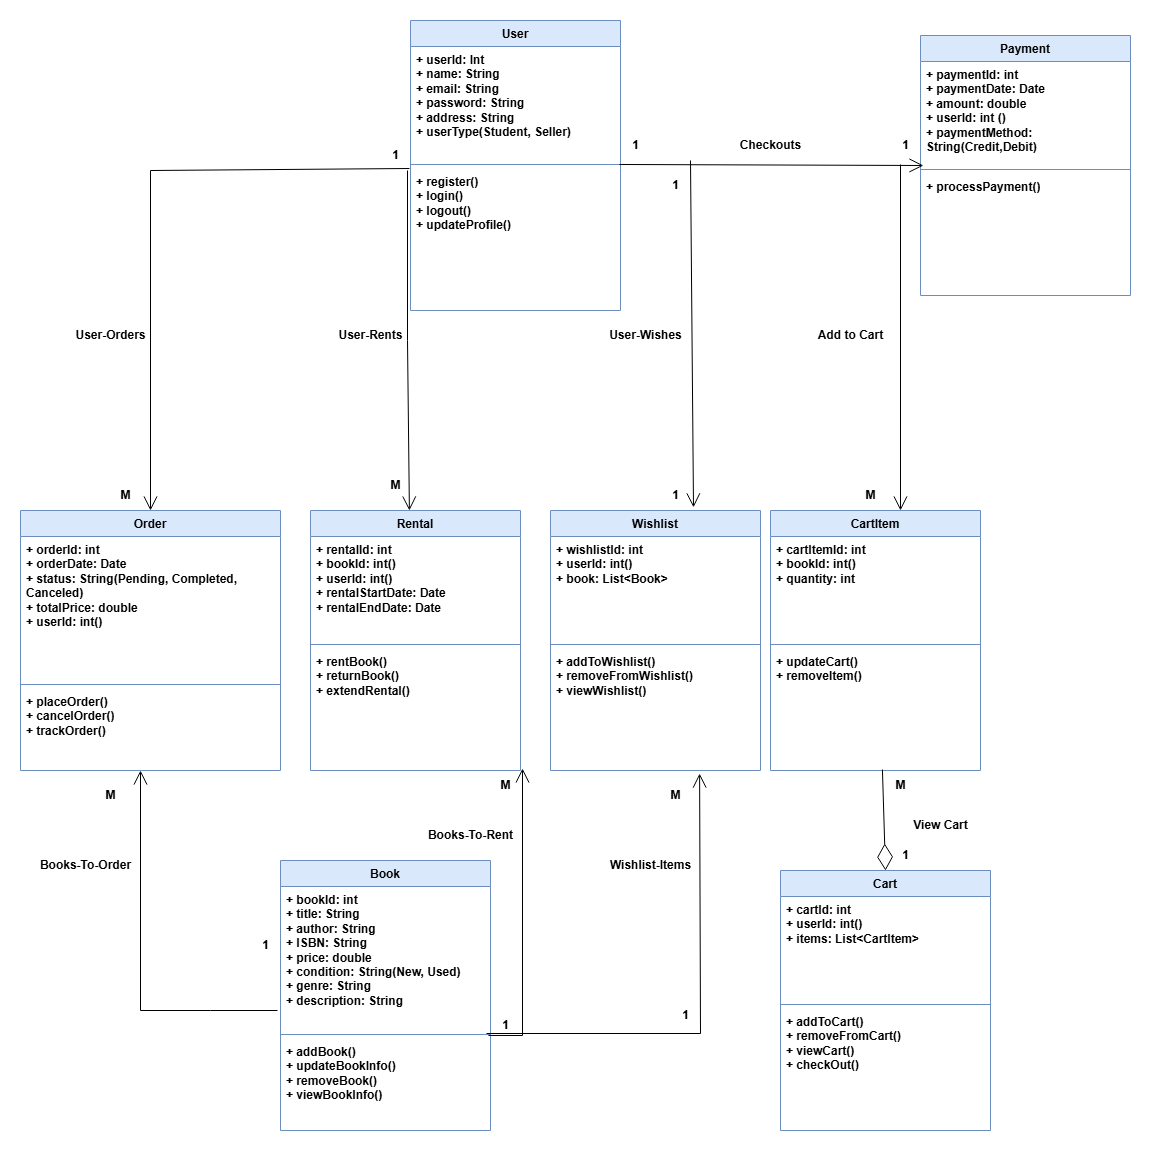 User
+ userId: Int
+ name: String
+ email: String
+ password: String
+ address: String
+ userType(Student, Seller)
+ register()
+ login()
+ logout()
+ updateProfile()
Payment
+ paymentId: int
+ paymentDate: Date
+ amount: double
+ userId: int ()
+ paymentMethod:
String(Credit,Debit)
+ processPayment()
1
1
Checkouts
1
1
User-Orders
User-Rents
User-Wishes
Add to Cart
M
M
1
M
Order
+ orderId: int
+ orderDate: Date
+ status: String(Pending, Completed,
Canceled)
+ totalPrice: double
+ userId: int()
+ placeOrder()
+ cancelOrder()
+ trackOrder()
Rental
+ rentalId: int
+ bookId: int()
+ userId: int()
+ rentalStartDate: Date
+ rentalEndDate: Date
+ rentBook()
+ returnBook()
+ extendRental()
Wishlist
+ wishlistId: int
+ userId: int()
+ book: List<Book>
+ addToWishlist()
+ removeFromWishlist()
+ viewWishlist()
CartItem
+ cartItemId: int
+ bookId: int()
+ quantity: int
+ updateCart()
+ removeItem()
M
M
M
M
Books-To-Order
Books-To-Rent
Wishlist-Items
View Cart
1
Book
+ bookId: int
+ title: String
+ author: String
+ ISBN: String
+ price: double
+ condition: String(New, Used)
+ genre: String
+ description: String
+ addBook()
+ updateBookInfo()
+ removeBook()
+ viewBookInfo()
1
1
1
Cart
+ cartId: int
+ userId: int()
+ items: List<CartItem>
+ addToCart()
+ removeFromCart()
+ viewCart()
+ checkOut()